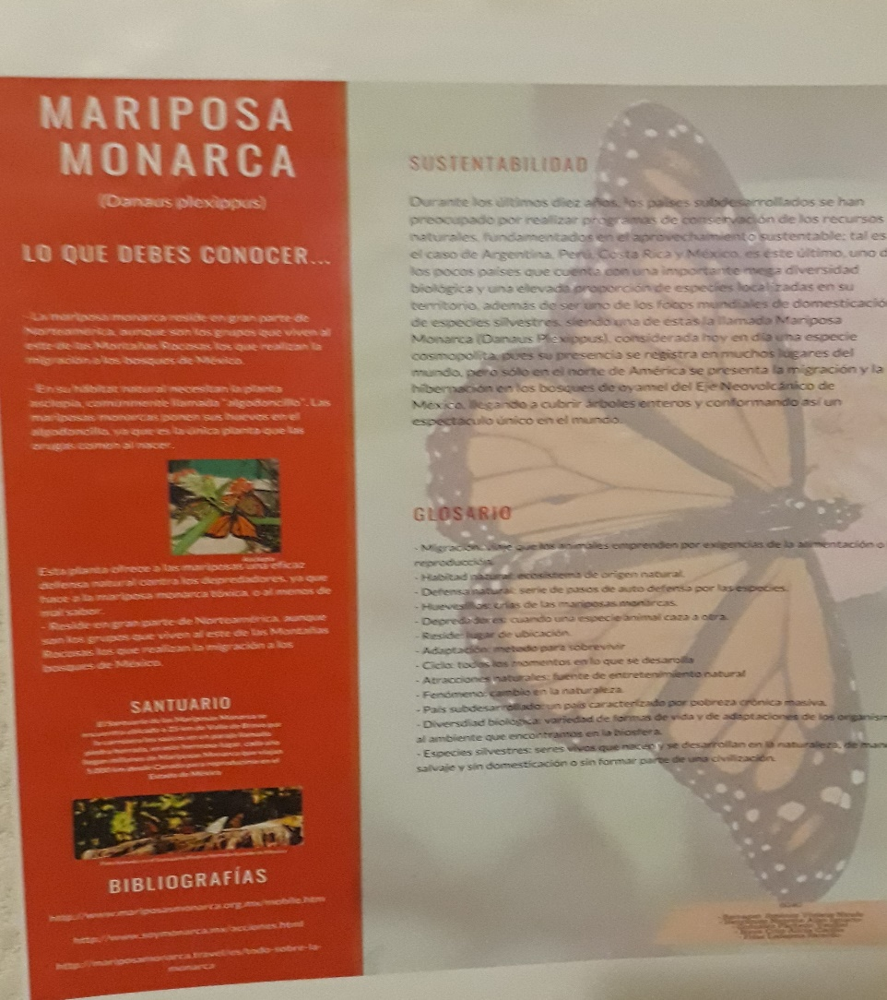 MARIPOSA
MONARCA
(Danaus plexippus)
LO QUE DEBES CONOCER...
- La mariposa monarca reside en gran parte de
Norteamérica, aunque son los grupos que viven al
este de las Montañas Rocosas los que realizan la
migración a los bosques de México.
- En su hábitat natural necesitan la planta
asclepia, comúnmente llamada "algodoncillo". Las
mariposas monarcas ponen sus huevos en el
algodoncillo, ya que es la única planta que las
orugas comen al nacer.
Esta planta ofrece a las mariposas una eficaz
defensa natural contra los depredadores, ya que
hace a la mariposa monarca tóxica, o al menos de
mal sabor.
- Reside en gran parte de Norteamérica, aunque
son los grupos que viven al este de las Montañas
Rocosas los que realizan la migración a los
bosques de México.
SANTUARIO
El Santuario de las Mariposas Monarca se
Estado de México
BIBLIOGRAFÍAS
http://www.mariposasmonarca.org.mx/mobile.htm
http://www.soymonarca.mx/acciones.html
http://mariposamonarca.travel/es/todo-sobre-la-
monarca
SUSTENTABILIDAD
Durante los últimos diez años, los países subdesarrollados se han
preocupado por realizar programas de conservación de los recursos
naturales, fundamentados en el aprovechamiento sustentable; tal es
el caso de Argentina, Perú, Costa Rica y México, es éste último, uno d
los pocos países que cuenta con una importante mega diversidad
biológica y una elevada proporción de especies localizadas en su
territorio, además de ser uno de los focos mundiales de domesticació
de especies silvestres, siendo una de éstas la llamada Mariposa
Monarca (Danaus Plexippus), considerada hoy en día una especie
cosmopolita, pues su presencia se registra en muchos lugares del
mundo, pero sólo en el norte de América se presenta la migración y la
hibernación en los bosques de oyamel del Eje Neovolcánico de
México, llegando a cubrir árboles enteros y conformando así un
espectáculo único en el mundo.
GLOSARIO
- Migración: viaje que los animales emprenden por exigencias de la alimentación o
reproducción.
- Habitad natural: ecosistema de origen natural.
- Defensa natural: serie de pasos de auto defensa por las especies.
- Huevesillos: crías de las mariposas monarcas.
- Depredadores: cuando una especie animal caza a otra.
- Reside: lugar de ubicación.
- Adaptación: metodo para sobrevivir
- Ciclo: todos los momentos en lo que se desarolla
- Atracciones naturales: fuente de entretenimiento natural
- Fenómeno: cambio en la naturaleza.
- País subdesarrollado: un país caracterizado por pobreza crónica masiva.
- Diversdiad biológica: variedad de formas de vida y de adaptaciones de los organism
al ambiente que encontramos en la biosfera.
- Especies silvestres: seres vivos que nacen y se desarrollan en la naturaleza, de man
salvaje y sin domesticación o sin formar parte de una civilización.